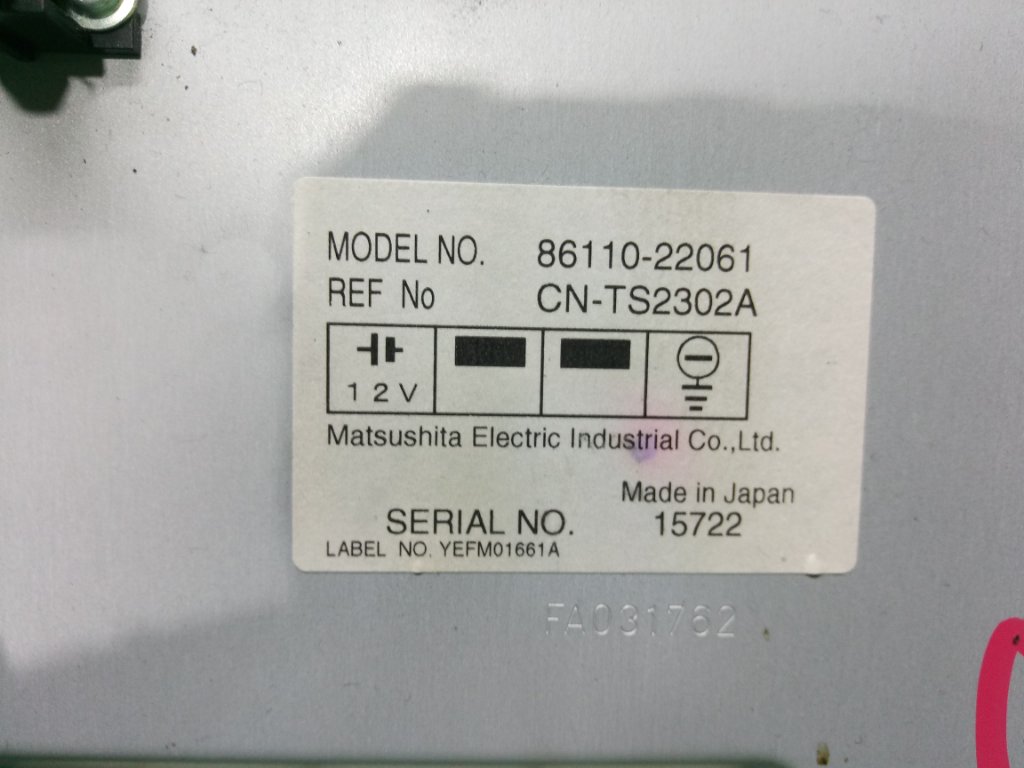 MODEL NO. 86110-22061
REF No CN-TS2302A
12V
Matsushita Electric Industrial Co.,Ltd.
Made in Japan
SERIAL NO. 15722
LABEL NO. YEFM01661A
FA031762